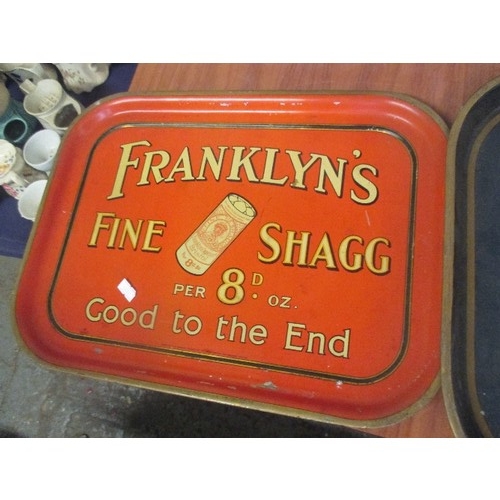 FRANKLYN'S
FINE SHAGG
PER 8D. OZ.
Good to the End